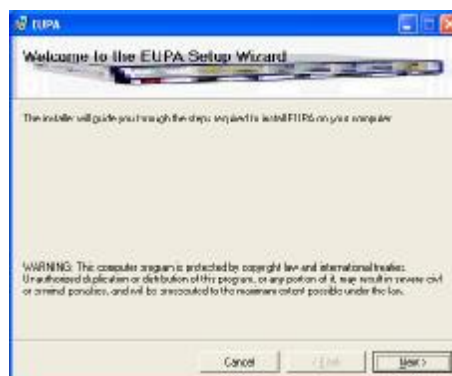 EUPA
Welcome to the EUPA Setup Wizard
The installer will guide you through the steps required to install EUPA on your computer.
WARNING: This computer program is protected by copyright law and international treaties.
Unauthorized duplication or distribution of this program, or any portion of it, may result in severe civil
or criminal penalties, and will be prosecuted to the maximum extent possible under the law.
Cancel
< Back
Next >